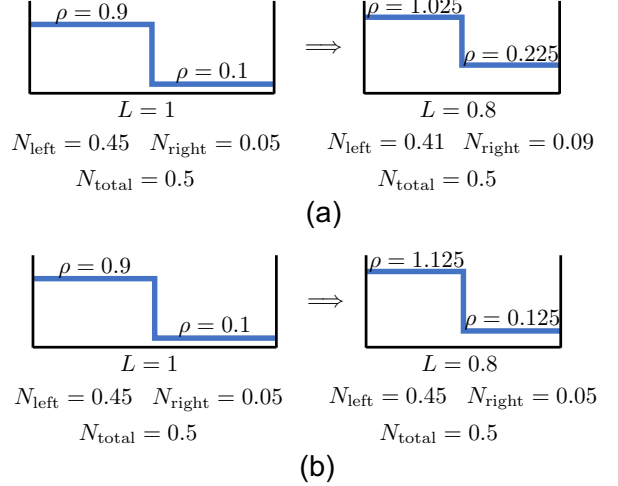 ρ = 0.9
ρ = 0.1
⟹
ρ = 1.025
ρ = 0.225
L = 1
L = 0.8
N_left = 0.45 N_right = 0.05
N_left = 0.41 N_right = 0.09
N_total = 0.5
N_total = 0.5
(a)
ρ = 0.9
ρ = 0.1
⟹
ρ = 1.125
ρ = 0.125
L = 1
L = 0.8
N_left = 0.45 N_right = 0.05
N_left = 0.45 N_right = 0.05
N_total = 0.5
N_total = 0.5
(b)